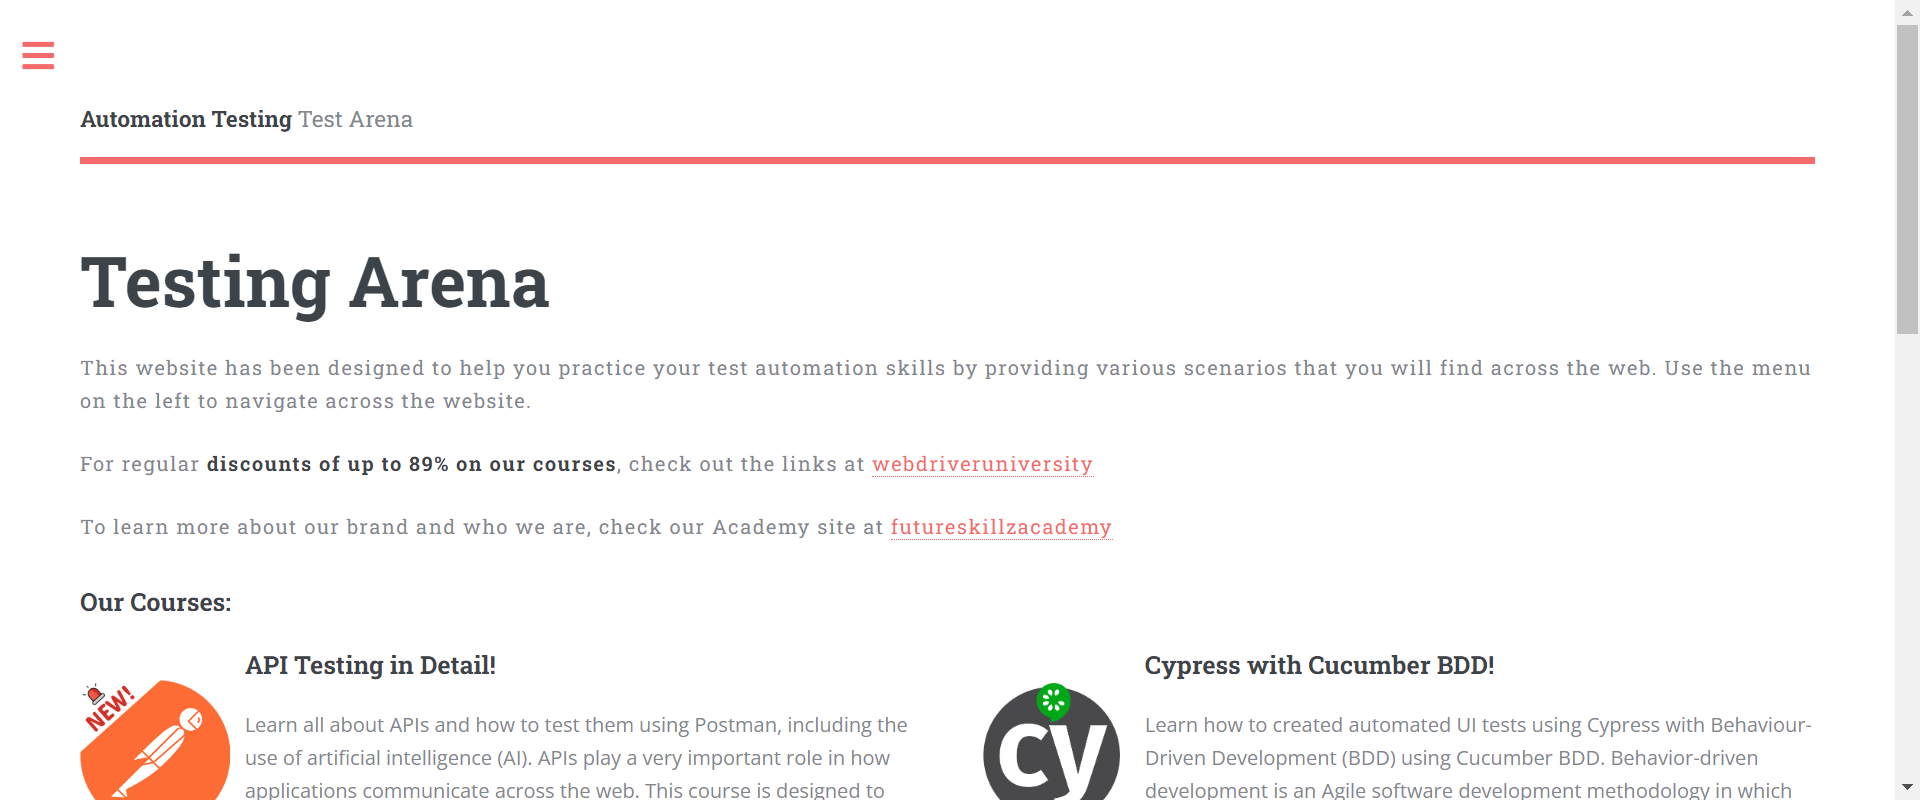 Automation Testing Test Arena
Testing Arena
This website has been designed to help you practice your test automation skills by providing various scenarios that you will find across the web. Use the menu
on the left to navigate across the website.
For regular discounts of up to 89% on our courses, check out the links at webdriveruniversity
To learn more about our brand and who we are, check our Academy site at futureskillzacademy
Our Courses:
API Testing in Detail!
NEW!
Learn all about APIs and how to test them using Postman, including the
use of artificial intelligence (AI). APIs play a very important role in how
applications communicate across the web. This course is designed to
Cypress with Cucumber BDD!
cy
Learn how to created automated UI tests using Cypress with Behaviour-
Driven Development (BDD) using Cucumber BDD. Behavior-driven
development is an Agile software development methodology in which